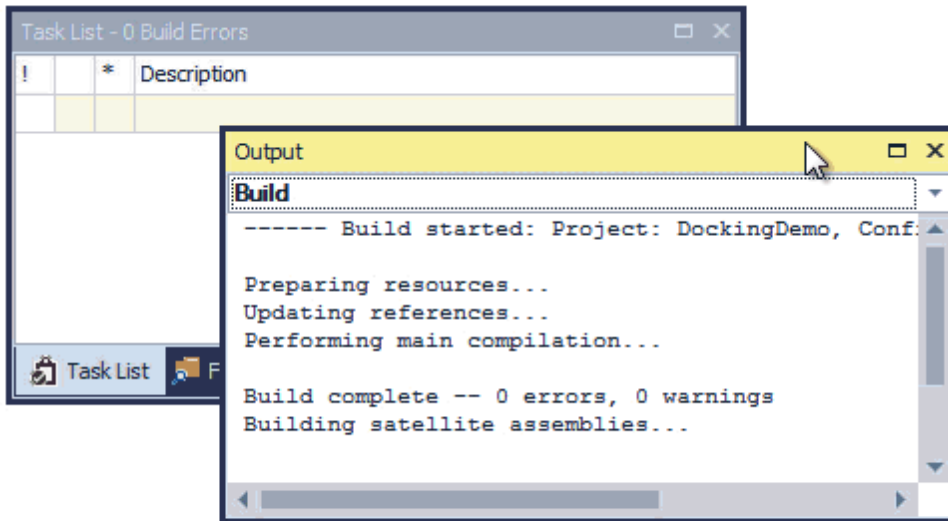 Task List - 0 Build Errors
! * Description
Output
Build
------ Build started: Project: DockingDemo, Conf
Preparing resources...
Updating references...
Performing main compilation...
Task List F
Build complete -- 0 errors, 0 warnings
Building satellite assemblies...